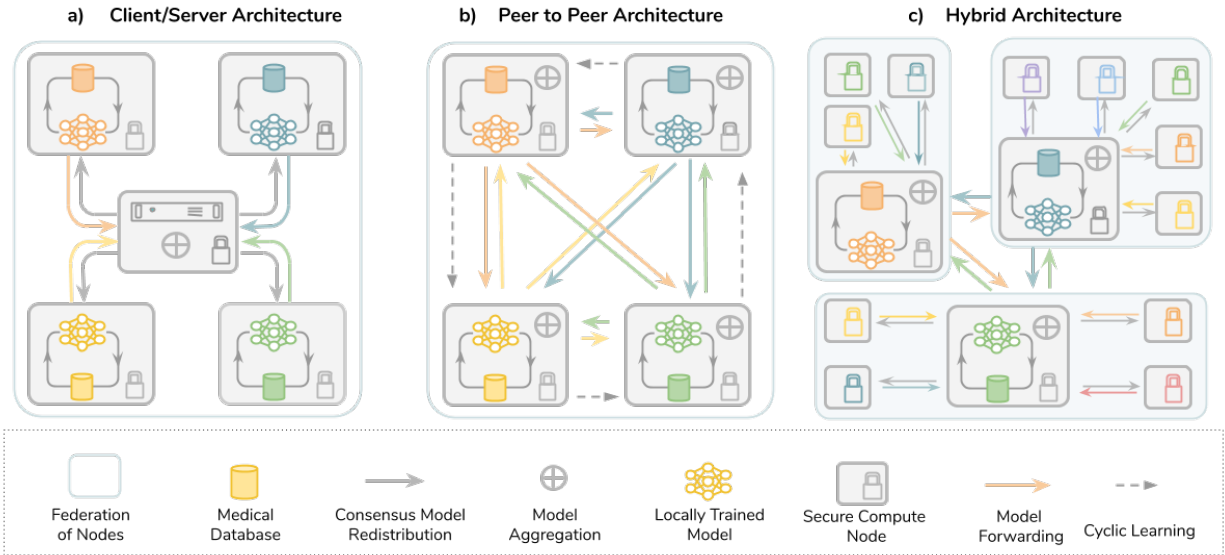 a) Client/Server Architecture
b) Peer to Peer Architecture
c) Hybrid Architecture
Federation
of Nodes
Medical
Database
Consensus Model
Redistribution
Model
Aggregation
Locally Trained
Model
Secure Compute
Node
Model
Forwarding
Cyclic Learning